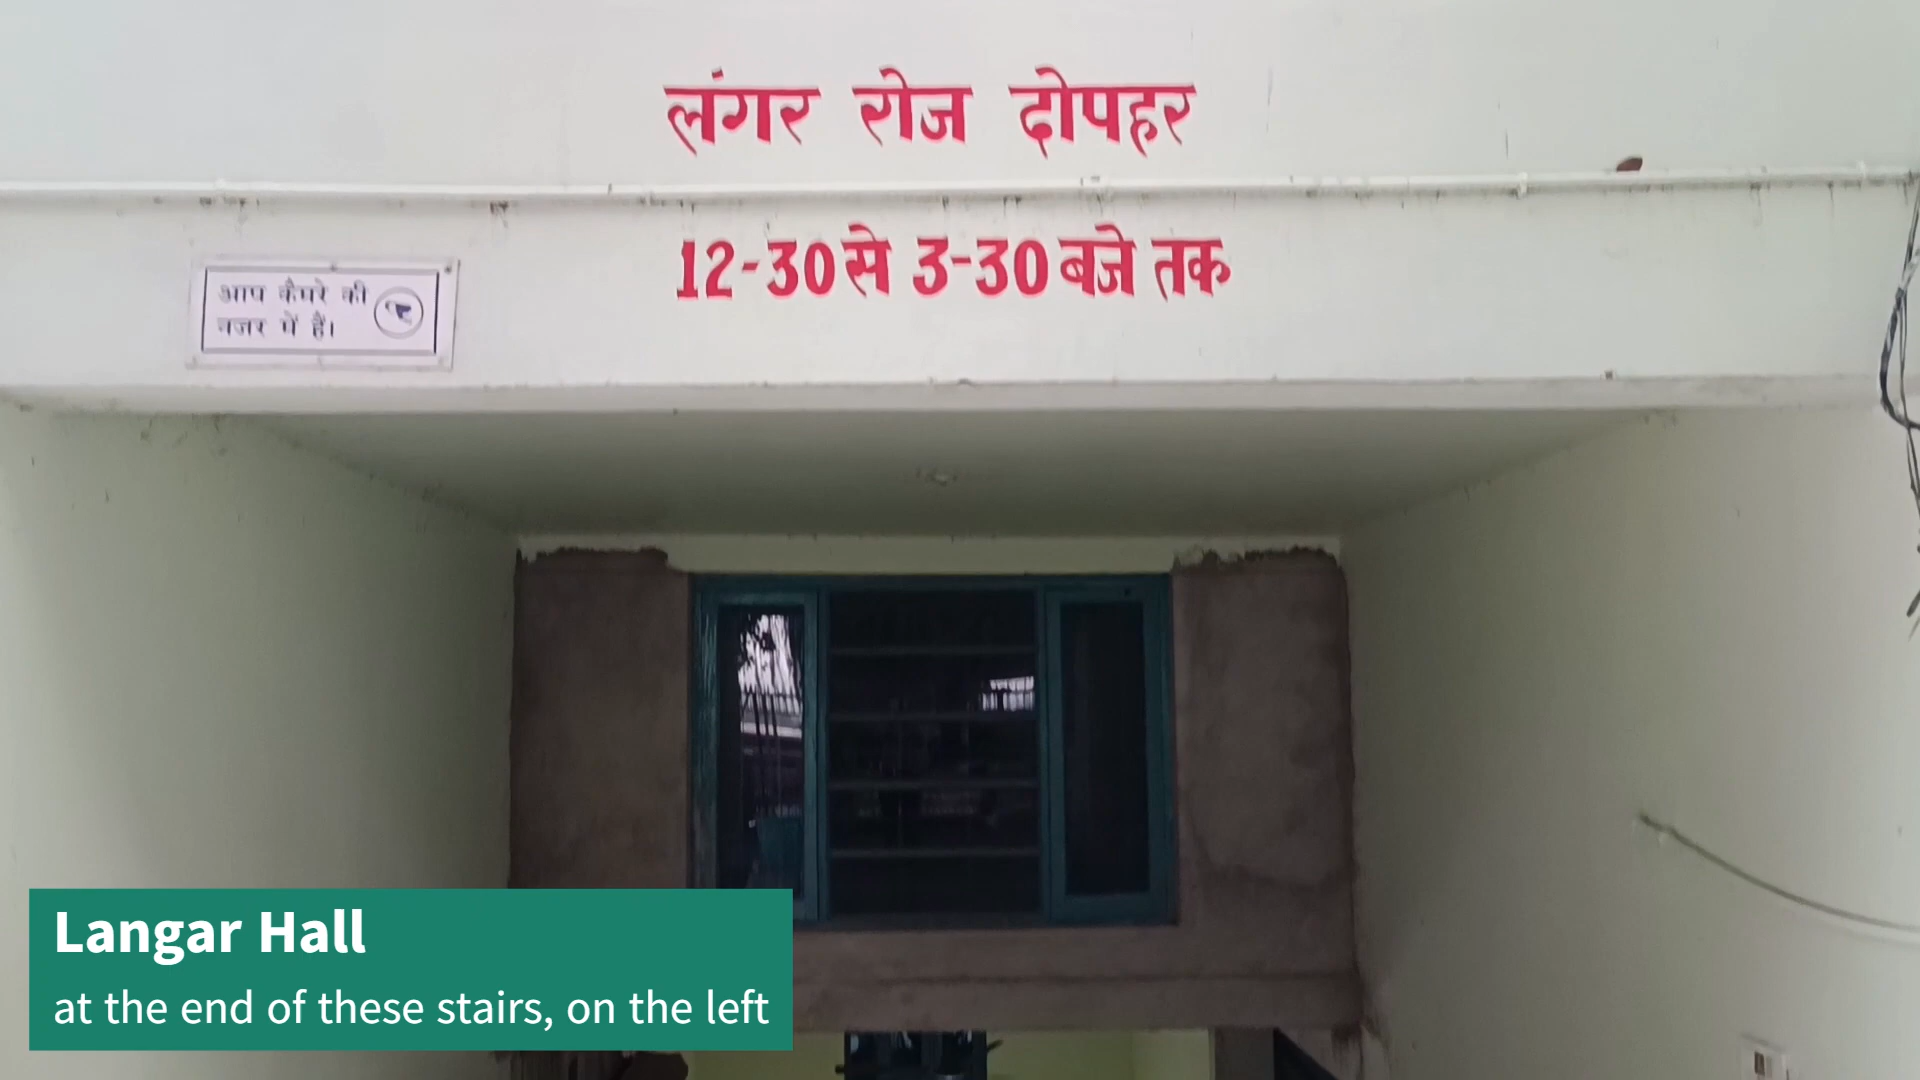 लंगर रोज दोपहर
12-30 से 3-30 बजे तक
आप कैमरे की
नजर में हैं।
Langar Hall
at the end of these stairs, on the left